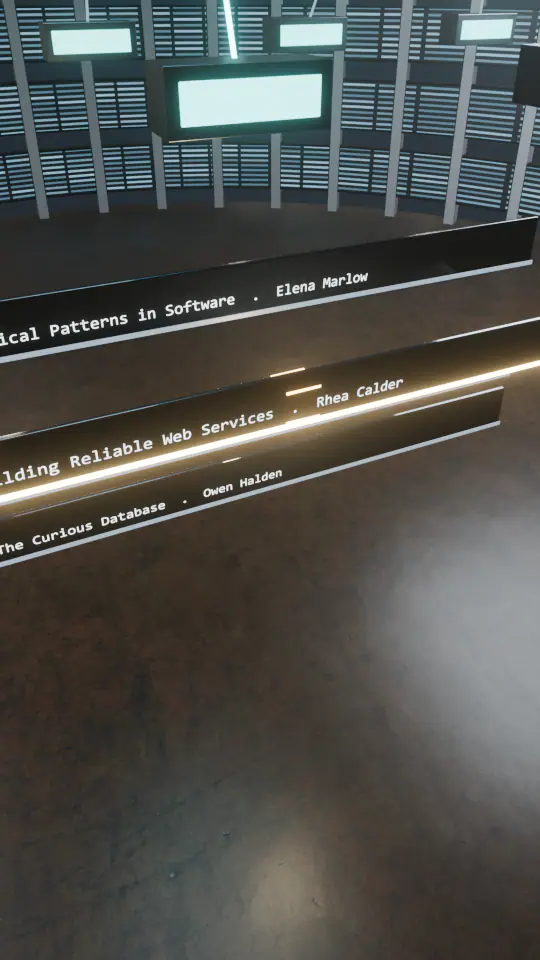 ical Patterns in Software · Elena Marlow
ilding Reliable Web Services · Rhea Calder
The Curious Database · Owen Halden